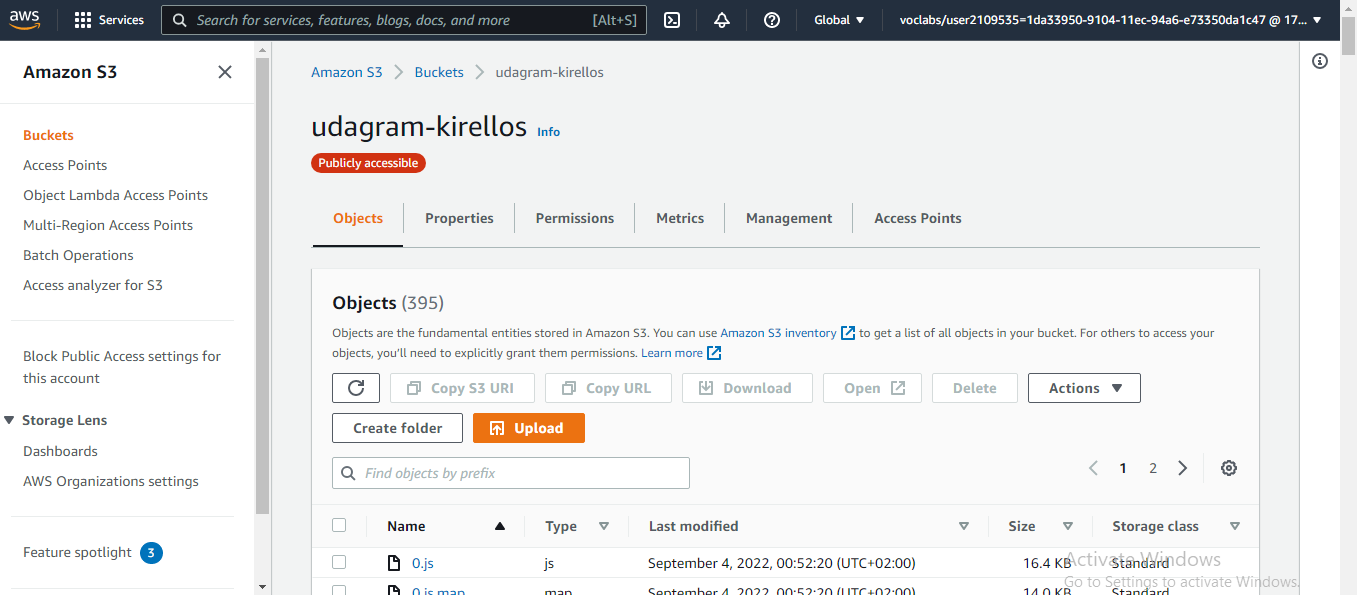 aws Services Search for services, features, blogs, docs, and more [Alt+S] Global ▼ voclabs/user2109535=1da33950-9104-11ec-94a6-e73350da1c47 @ 17... ▼
Amazon S3
Buckets
Access Points
Object Lambda Access Points
Multi-Region Access Points
Batch Operations
Access analyzer for S3
Block Public Access settings for
this account
Storage Lens
Dashboards
AWS Organizations settings
Feature spotlight 3
Amazon S3 > Buckets > udagram-kirellos
udagram-kirellos Info
Publicly accessible
Objects Properties Permissions Metrics Management Access Points
Objects (395)
Objects are the fundamental entities stored in Amazon S3. You can use Amazon S3 inventory to get a list of all objects in your bucket. For others to access your
objects, you'll need to explicitly grant them permissions. Learn more
Copy S3 URI Copy URL Download Open Delete Actions ▼
Create folder Upload
Find objects by prefix < 1 2 >
Name ▲ Type ▽ Last modified ▽ Size ▽ Storage class ▽
0.js js September 4, 2022, 00:52:20 (UTC+02:00) 16.4 KB Standard
0.js.map map September 4, 2022, 00:52:20 (UTC+02:00) 14.0 KB Standard
Activate Windows
Go to Settings to activate Windows.